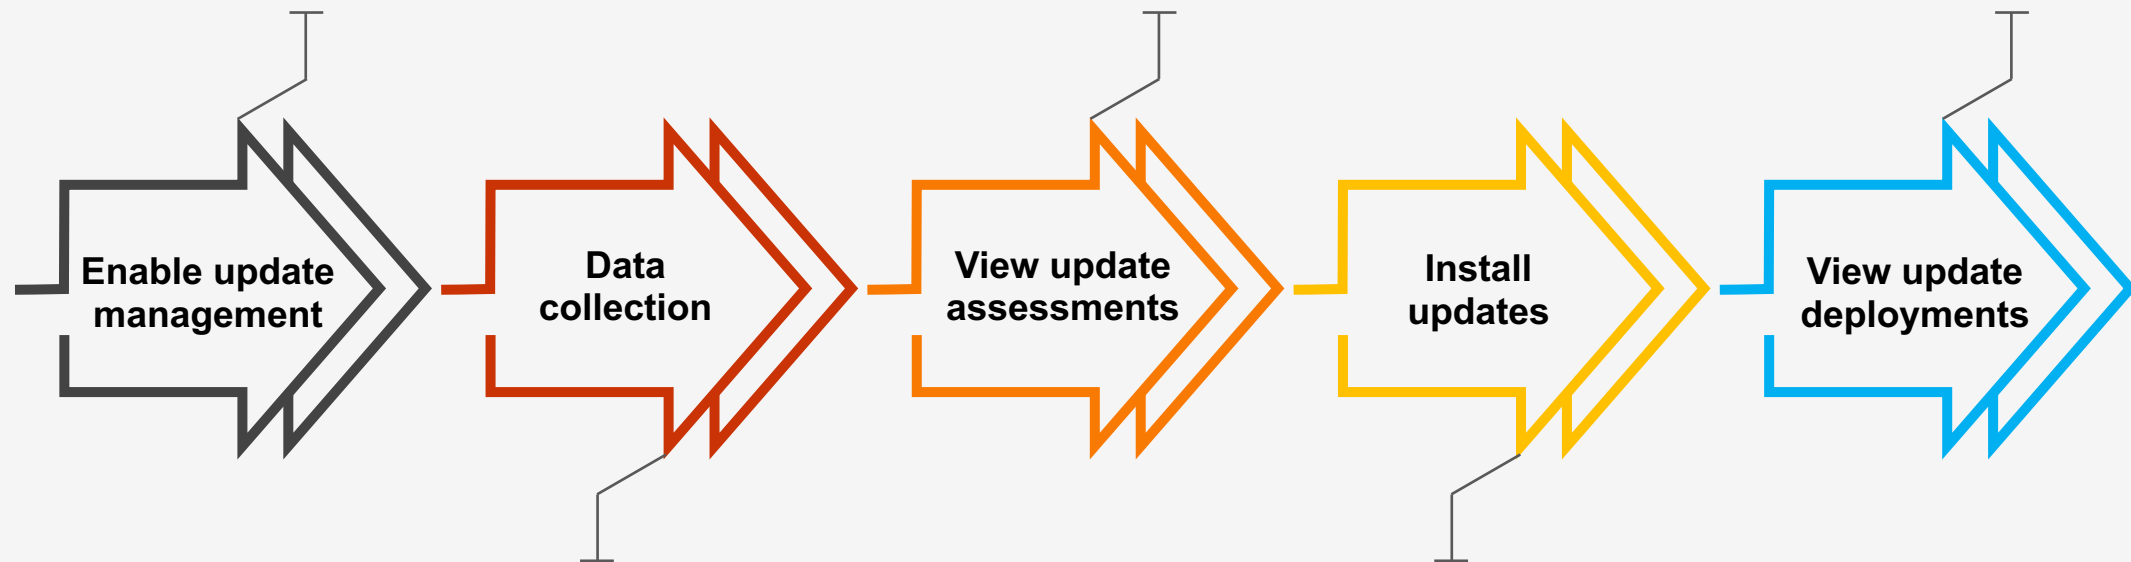 Enable update
management
Data
collection
View update
assessments
Install
updates
View update
deployments